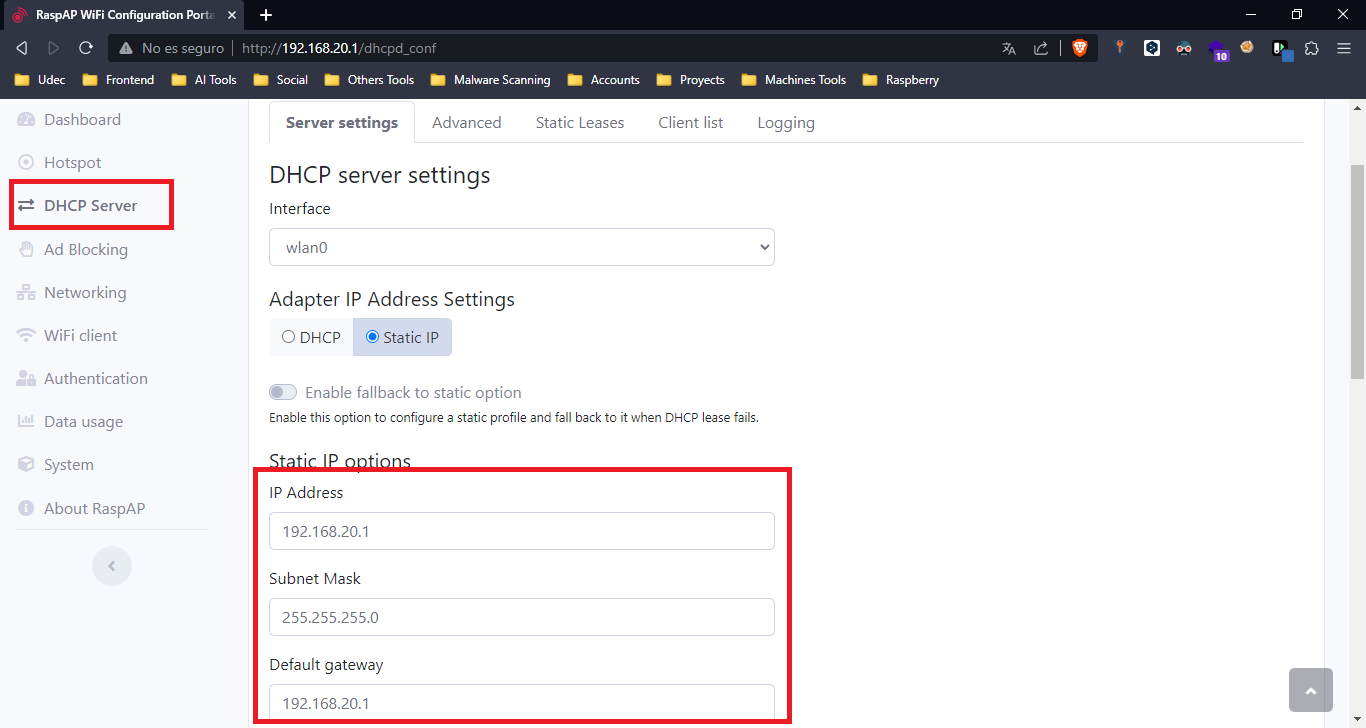 RaspAP WiFi Configuration Porta
No es seguro http://192.168.20.1/dhcpd_conf
10
Udec Frontend AI Tools Social Others Tools Malware Scanning Accounts Proyects Machines Tools Raspberry
Dashboard
Hotspot
DHCP Server
Ad Blocking
Networking
WiFi client
Authentication
Data usage
System
About RaspAP
Server settings Advanced Static Leases Client list Logging
DHCP server settings
Interface
wlan0
Adapter IP Address Settings
DHCP Static IP
Enable fallback to static option
Enable this option to configure a static profile and fall back to it when DHCP lease fails.
Static IP options
IP Address
192.168.20.1
Subnet Mask
255.255.255.0
Default gateway
192.168.20.1